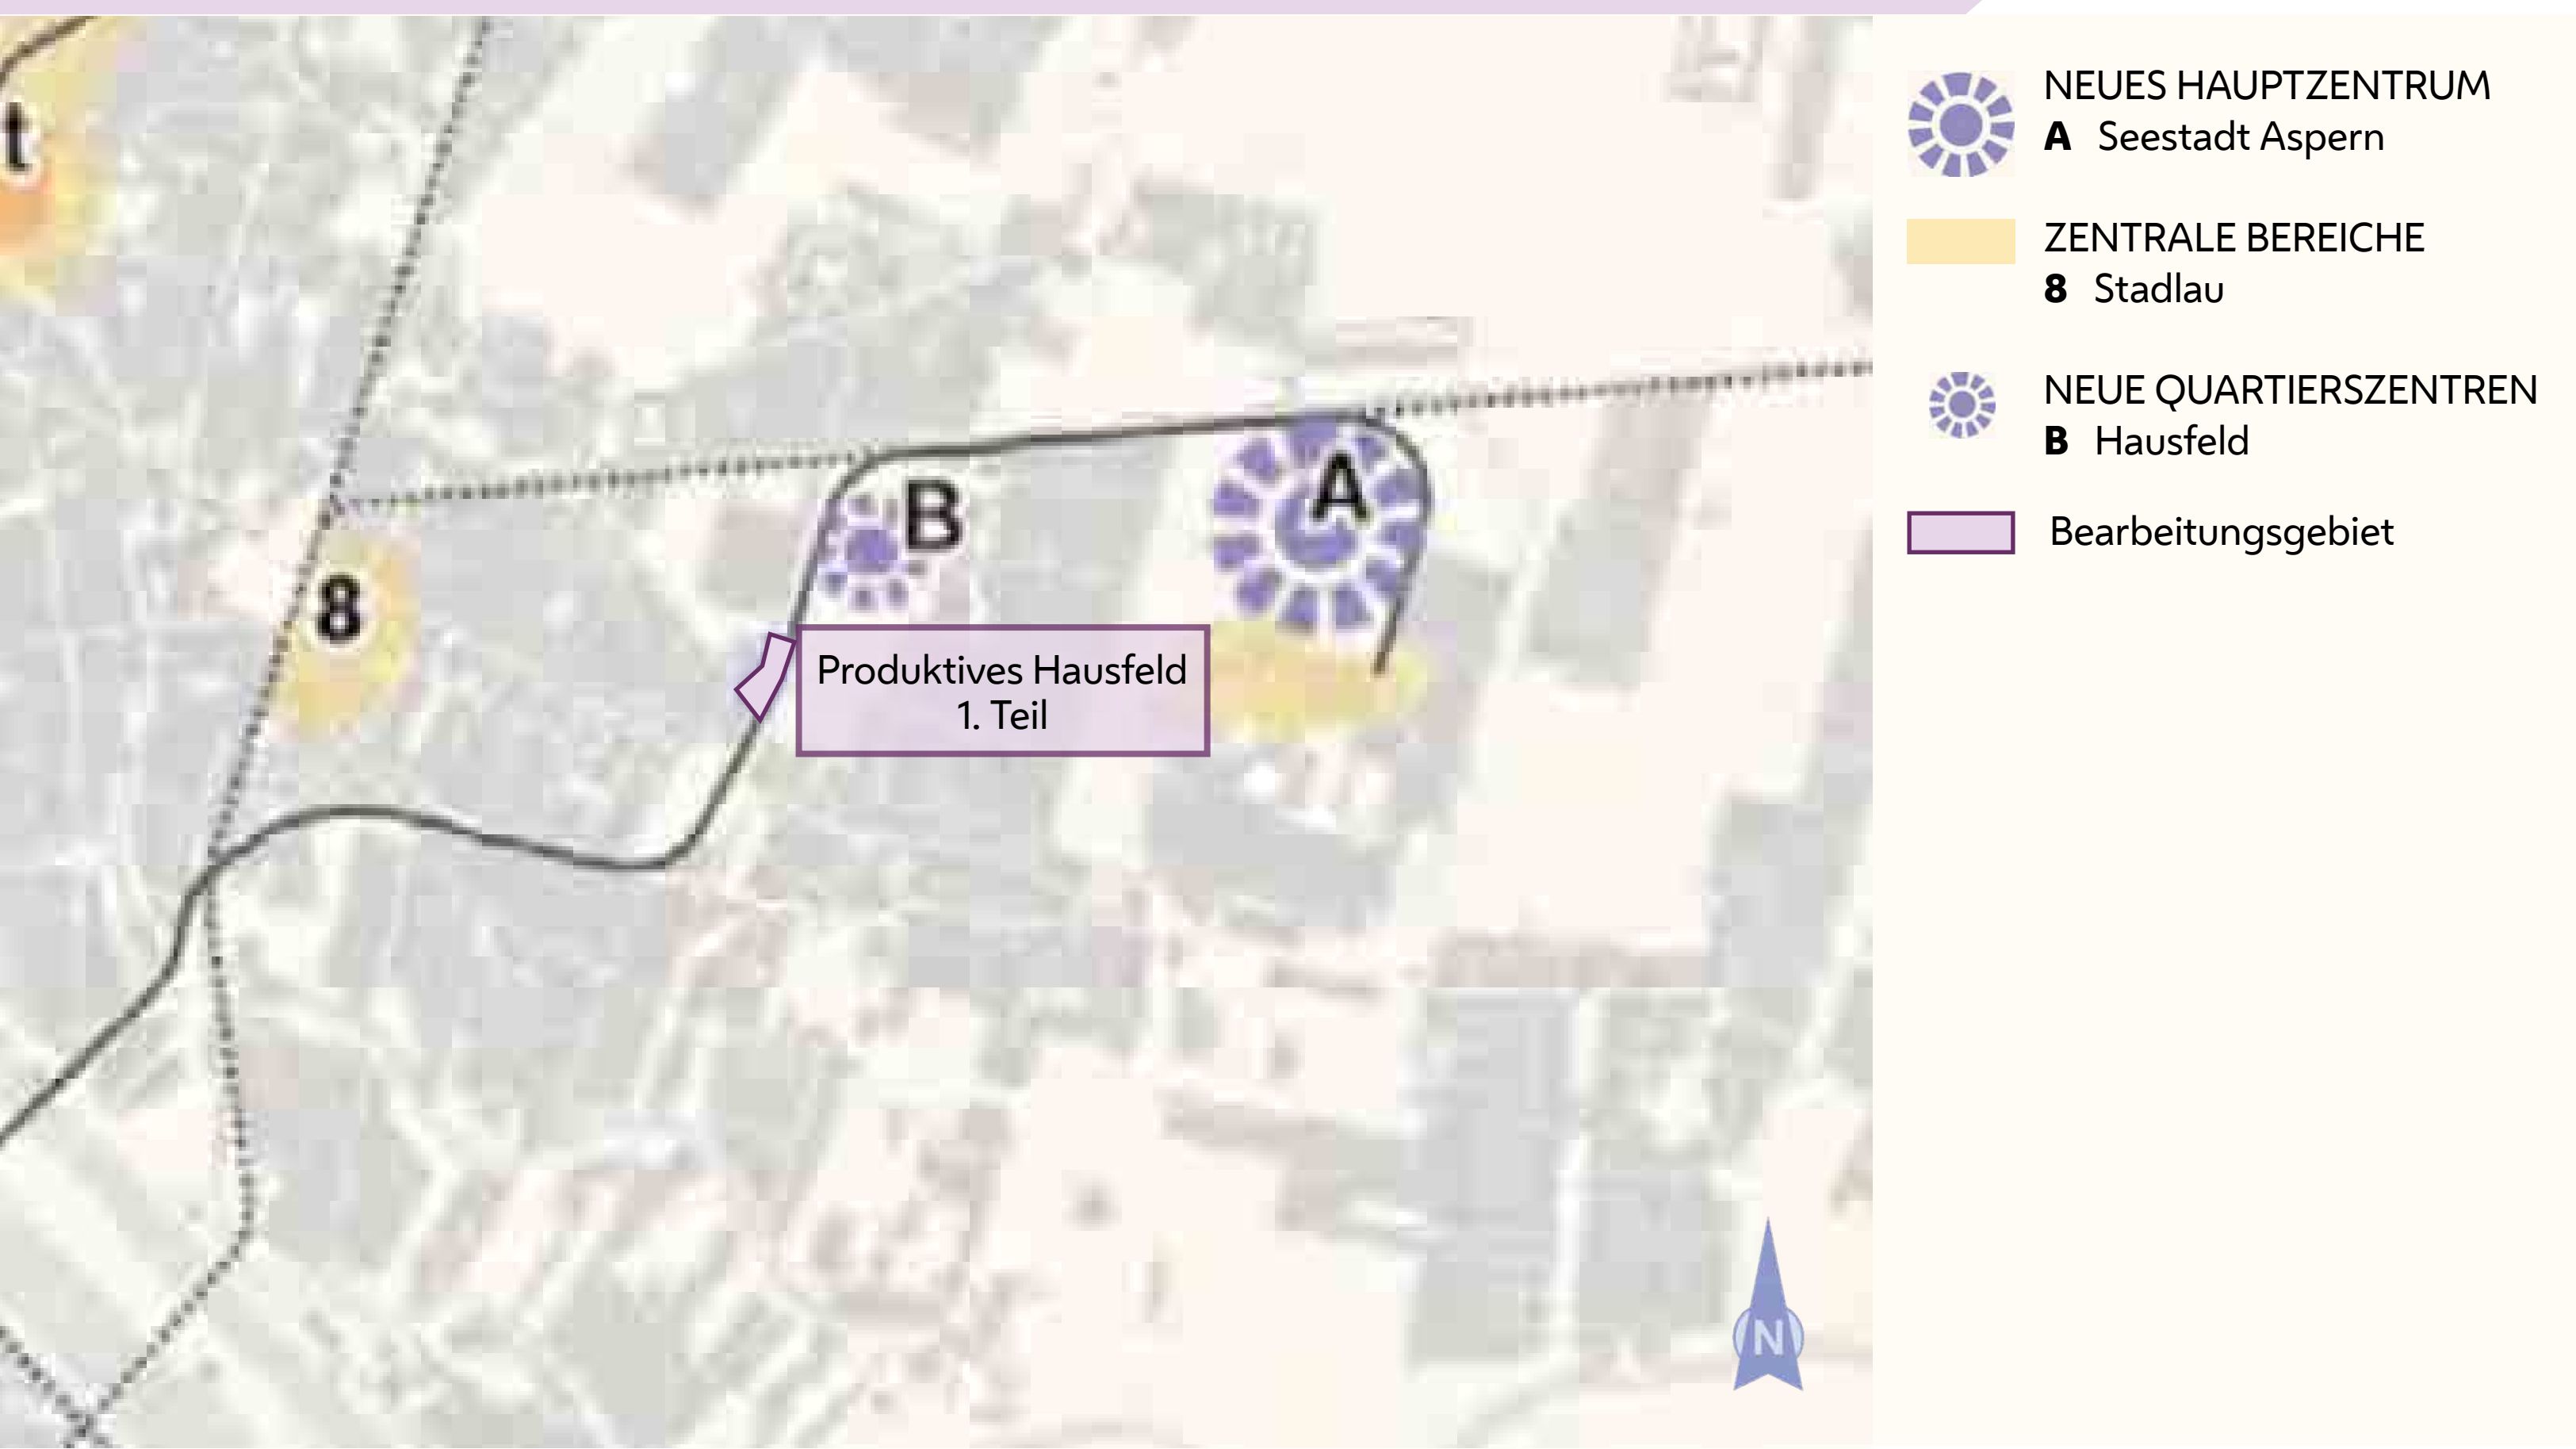 t
8
B
A
Produktives Hausfeld
1. Teil
N
NEUES HAUPTZENTRUM
A Seestadt Aspern
ZENTRALE BEREICHE
8 Stadlau
NEUE QUARTIERSZENTREN
B Hausfeld
Bearbeitungsgebiet